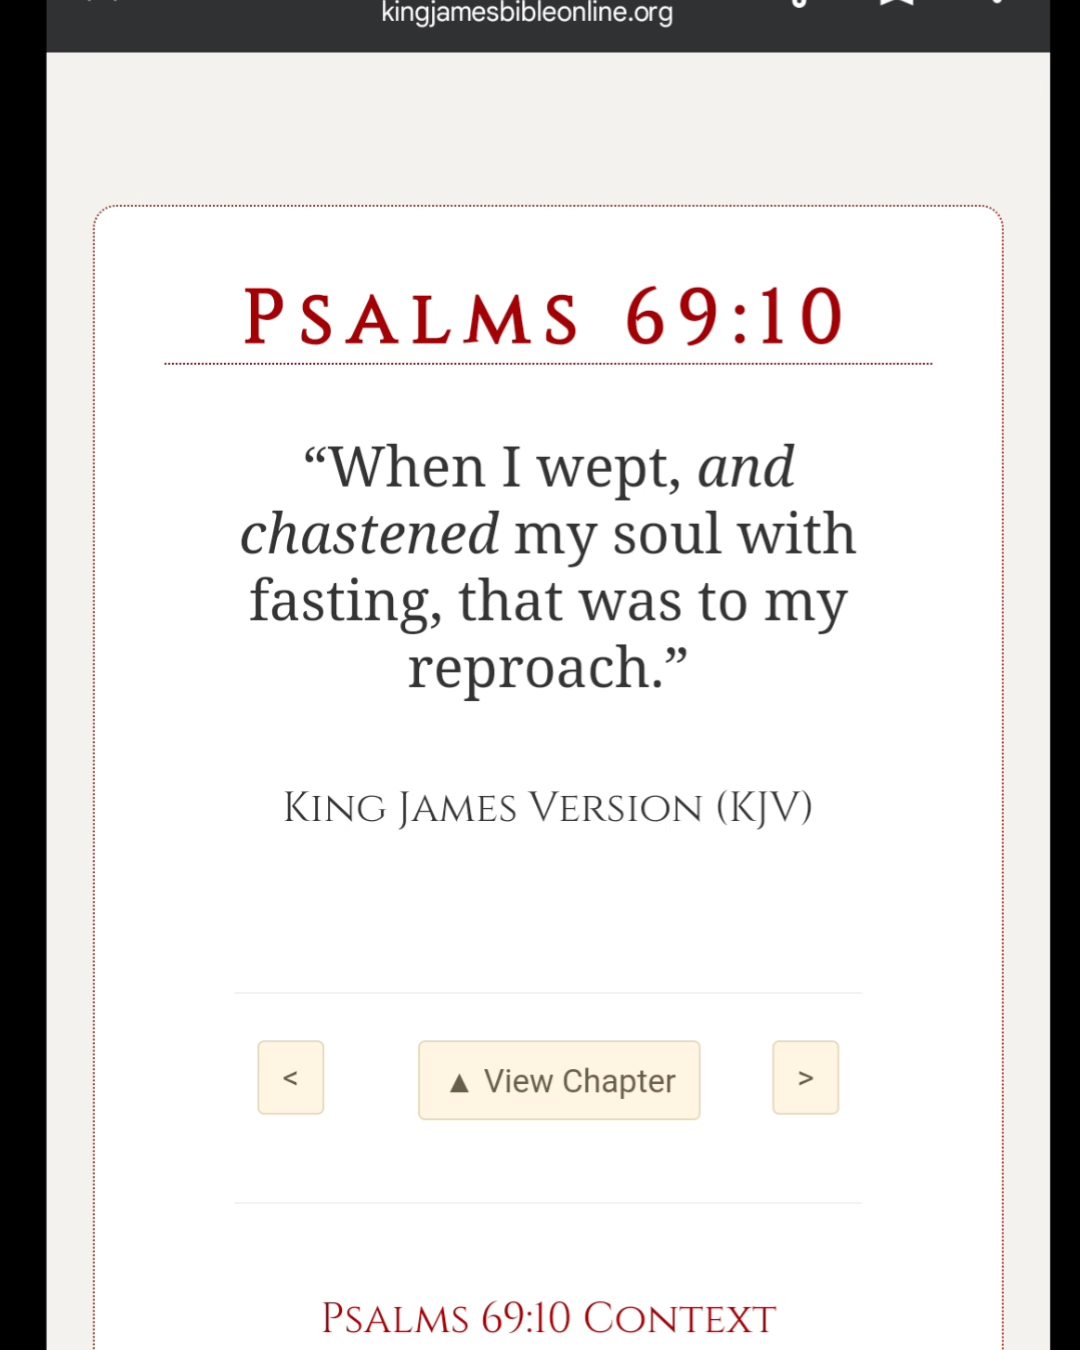 kingjamesbibleonline.org
Psalms 69:10
“When I wept, and
chastened my soul with
fasting, that was to my
reproach.”
King James Version (KJV)
<
▲ View Chapter
>
Psalms 69:10 Context